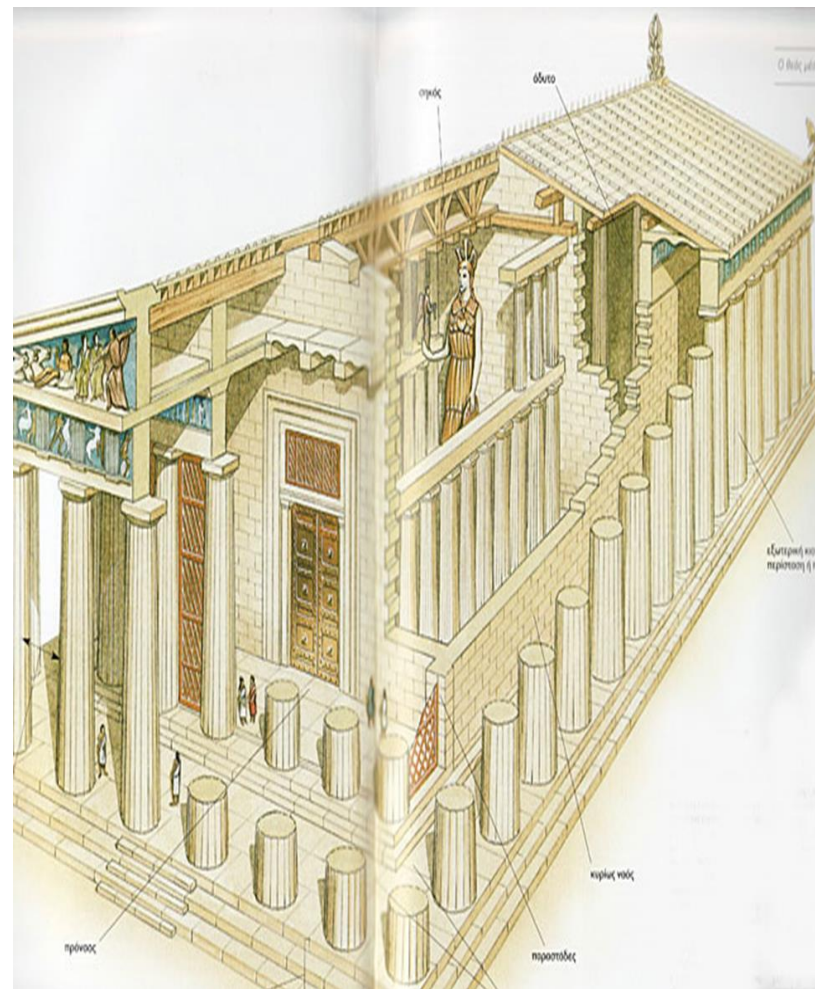 Ο θεός
σηκός
άδυτο
εξωτερική
περίσταση ή
κυρίως ναός
πρόναος
παραστάδες